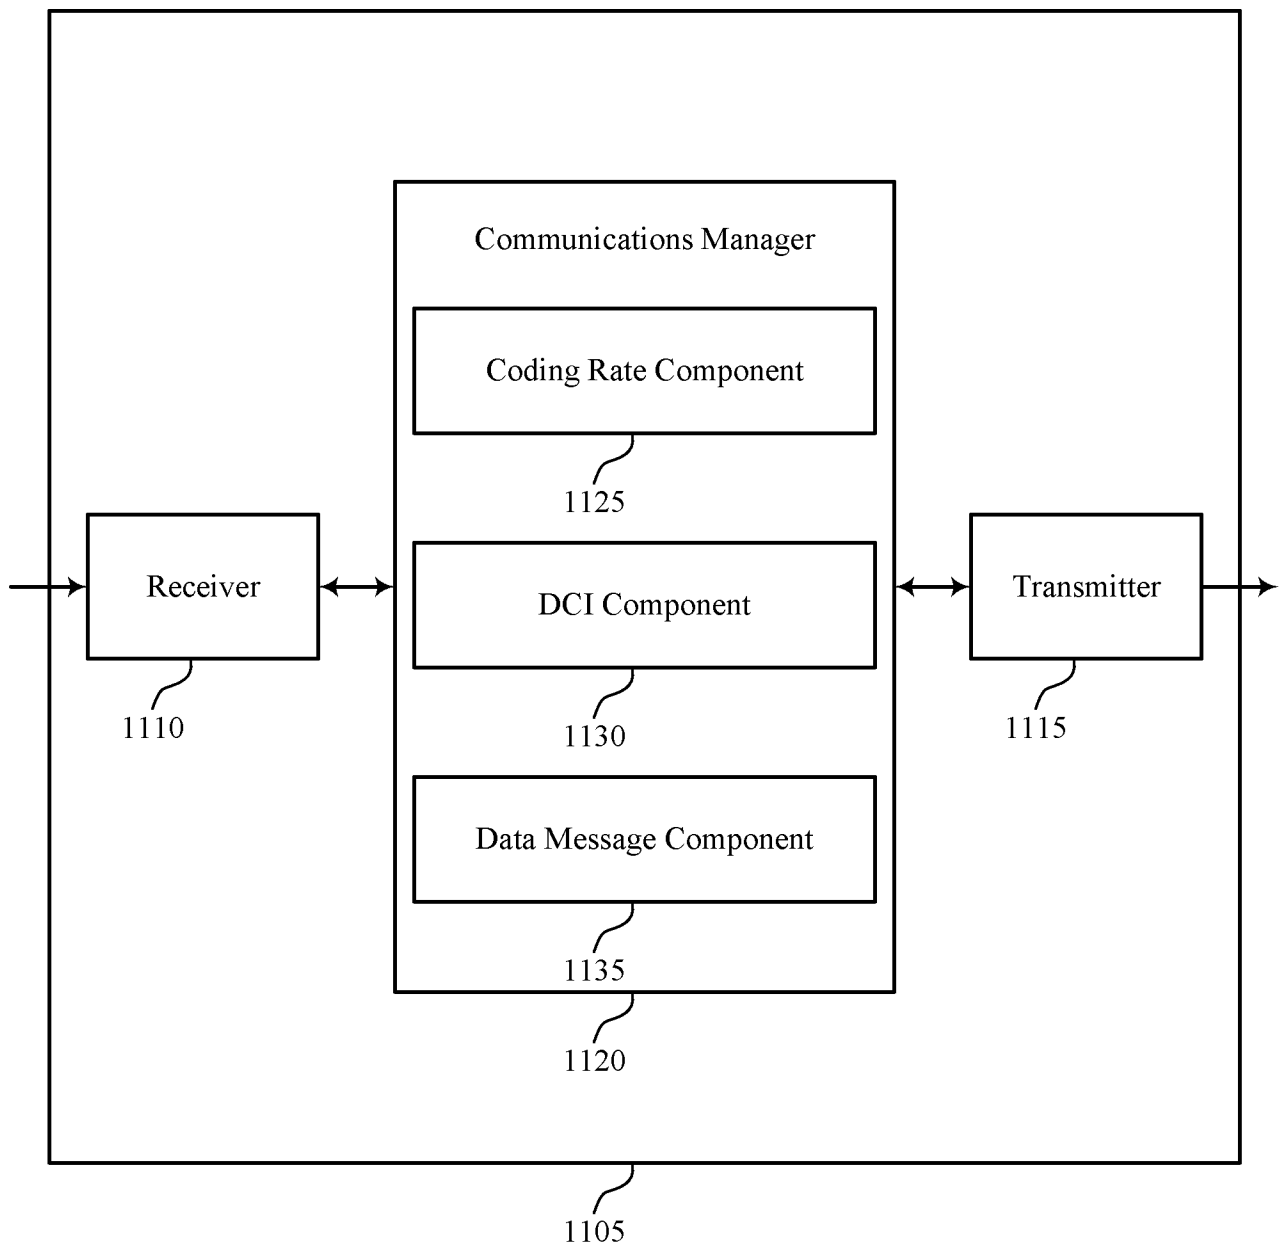 Communications Manager
Coding Rate Component
1125
Receiver
1110
DCI Component
1130
Transmitter
1115
Data Message Component
1135
1120
1105